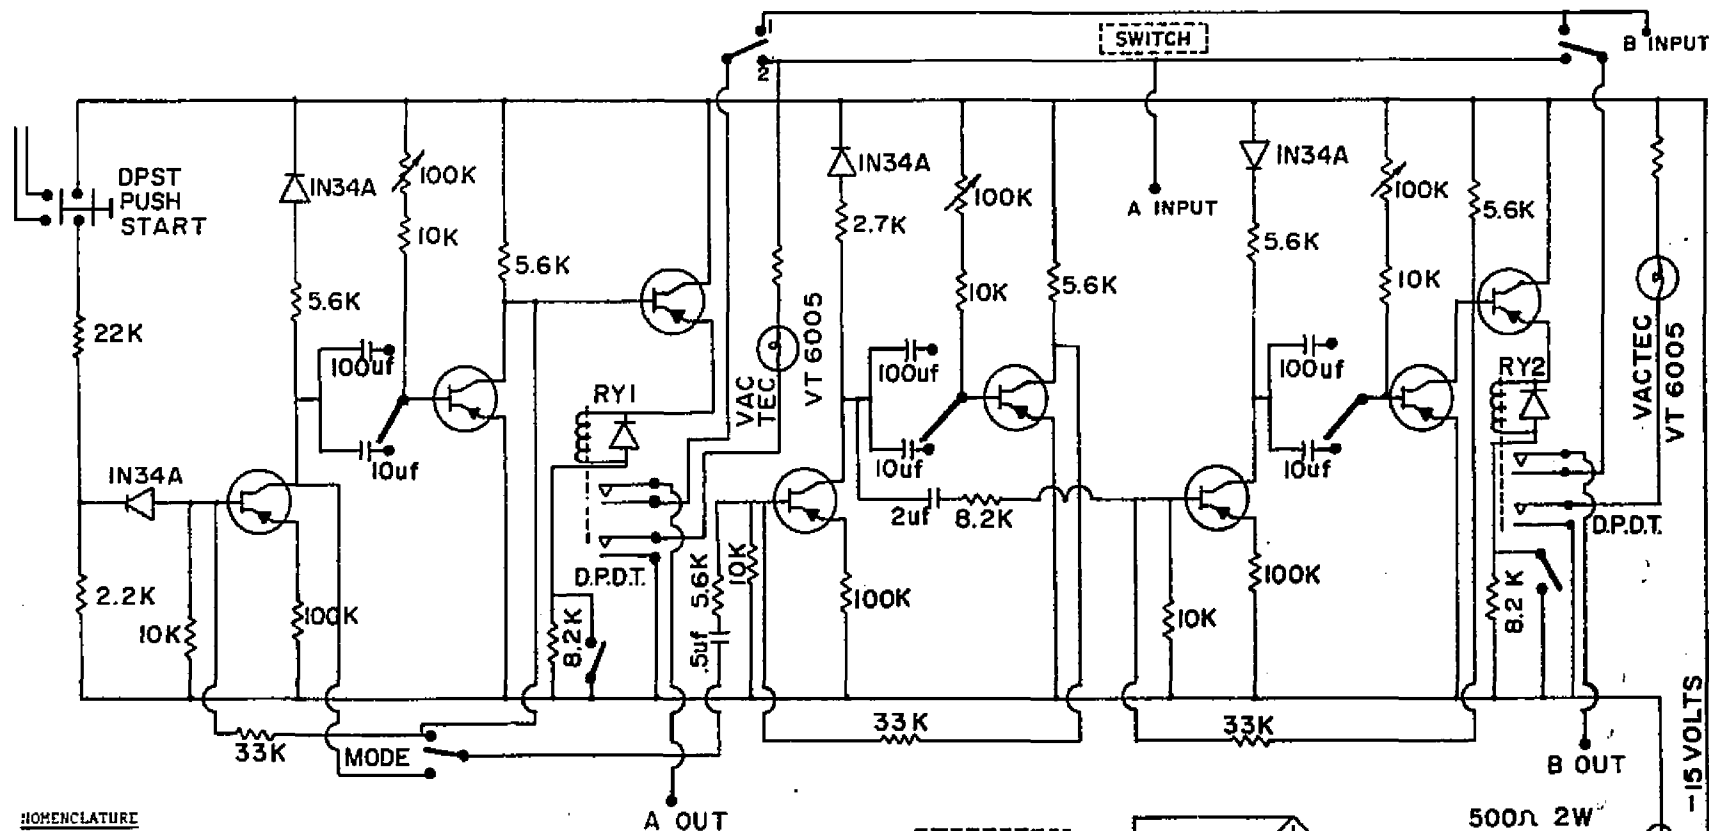 1
SWITCH
B INPUT
2
DPST
PUSH
START
IN34A
100K
10K
5.6K
5.6K
22K
100uf
10uf
RY1
VAC
TEC
VT 6005
IN34A
2.7K
100K
10K
5.6K
A INPUT
IN34A
100K
5.6K
5.6K
10K
100uf
10uf
2uf
8.2K
100uf
10uf
RY2
VACTEC
VT 6005
IN34A
D.P.D.T.
D.P.D.T.
2.2K
10K
100K
8.2K
5.6K
10K
.5uf
100K
10K
100K
8.2K
33K
MODE
33K
33K
A OUT
B OUT
-15 VOLTS
500Ω 2W
NOMENCLATURE